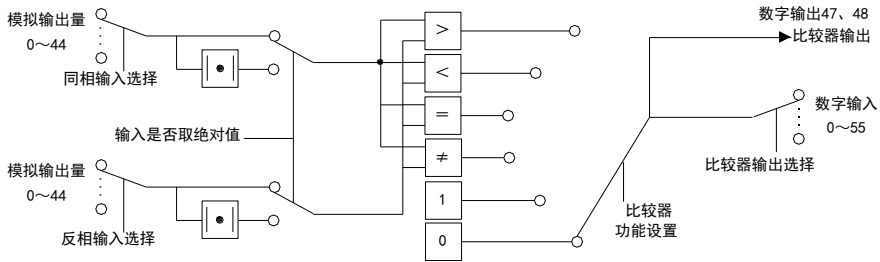 模拟输出量
0～44
同相输入选择
|•|
输入是否取绝对值
模拟输出量
0～44
反相输入选择
|•|
>
<
=
≠
1
0
比较器
功能设置
数字输出47、48
比较器输出
数字输入
0～55
比较器输出选择